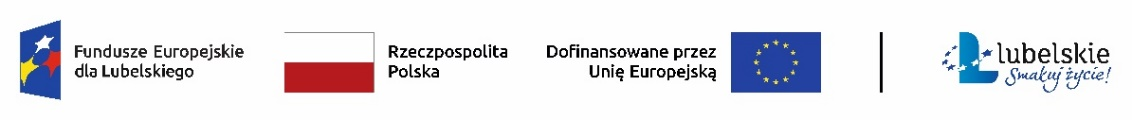 Fundusze Europejskie
dla Lubelskiego
Rzeczpospolita
Polska
Dofinansowane przez
Unię Europejską
lubelskie
Smakuj życie!